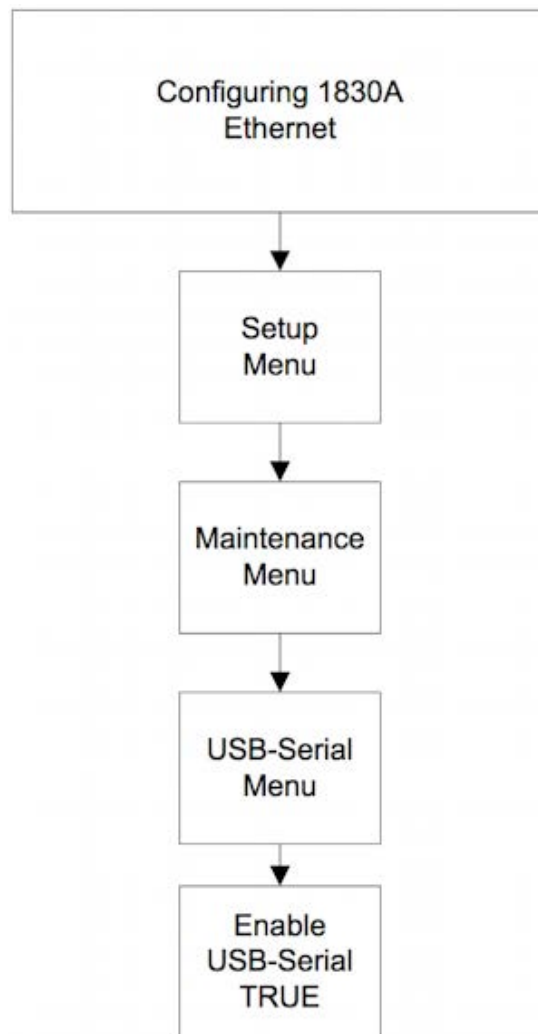 Configuring 1830A
Ethernet
Setup
Menu
Maintenance
Menu
USB-Serial
Menu
Enable
USB-Serial
TRUE